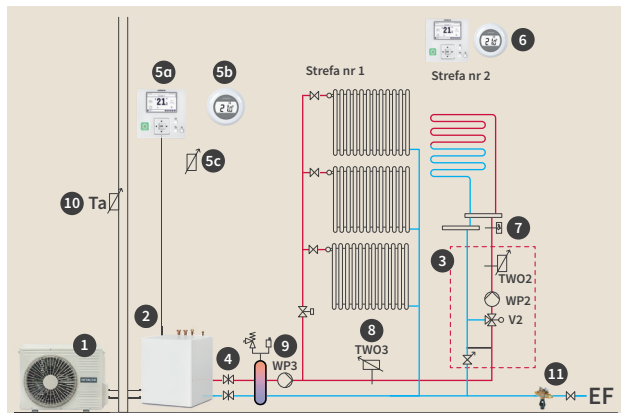 6
5a
5b
Strefa nr 1
Strefa nr 2
21
21
5c
10
Ta
7
3
TWO2
2
WP2
8
9
V2
1
4
TWO3
WP3
HITACHI
11
EF